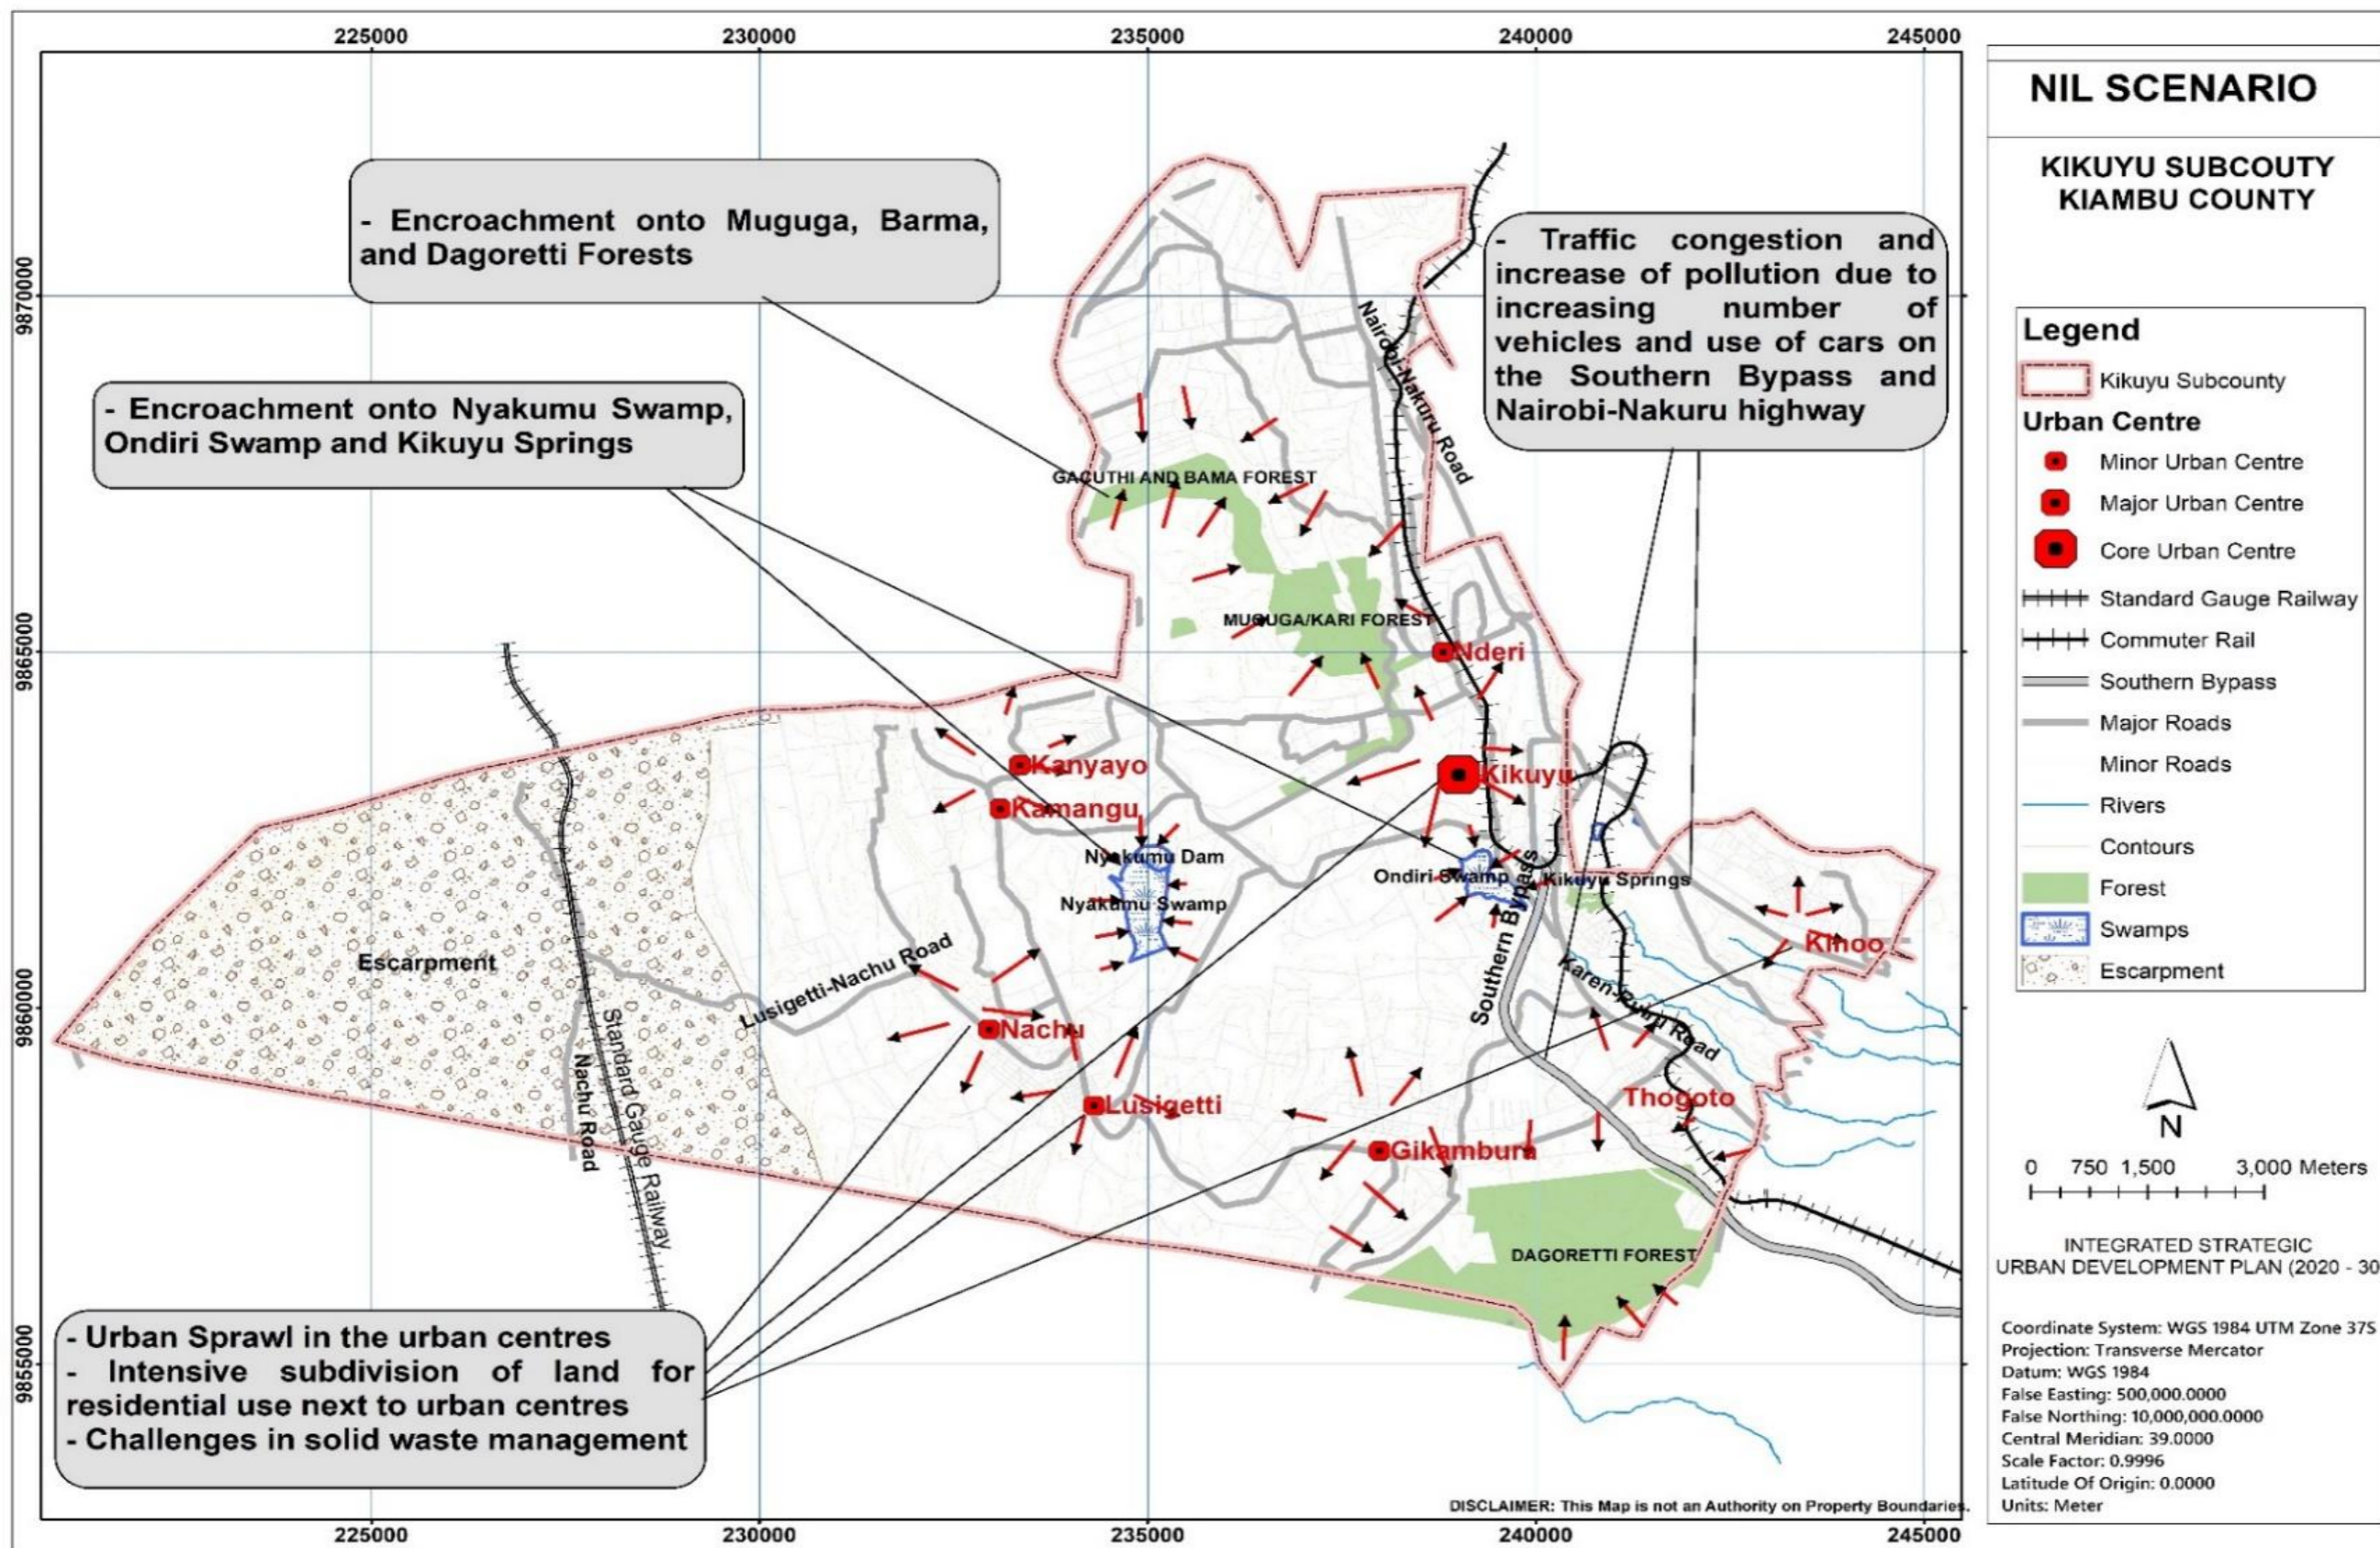 225000 230000 235000 240000 245000
9870000
9865000
9860000
9855000
- Encroachment onto Muguga, Barma,
and Dagoretti Forests
- Encroachment onto Nyakumu Swamp,
Ondiri Swamp and Kikuyu Springs
- Traffic congestion and
increase of pollution due to
increasing number of
vehicles and use of cars on
the Southern Bypass and
Nairobi-Nakuru highway
Nairobi-Nakuru Road
GACUTHI AND BAMA FOREST
MUGUGA/KARI FOREST
Nderi
Kanyayo
Kikuyu
Kamangu
Nyakumu Dam
Ondiri Swamp
Kikuyu Springs
Nyakumu Swamp
Southern Bypass
Kinoo
Escarpment
Lusigetti-Nachu Road
Karen-Ruiru Road
Nachu
Standard Gauge Railway
Nachu Road
Lusigetti
Thogoto
Gikambura
DAGORETTI FOREST
- Urban Sprawl in the urban centres
- Intensive subdivision of land for
residential use next to urban centres
- Challenges in solid waste management
DISCLAIMER: This Map is not an Authority on Property Boundaries.
225000 230000 235000 240000 245000
NIL SCENARIO
KIKUYU SUBCOUTY
KIAMBU COUNTY
Legend
Kikuyu Subcounty
Urban Centre
Minor Urban Centre
Major Urban Centre
Core Urban Centre
Standard Gauge Railway
Commuter Rail
Southern Bypass
Major Roads
Minor Roads
Rivers
Contours
Forest
Swamps
Escarpment
N
0 750 1,500 3,000 Meters
INTEGRATED STRATEGIC
URBAN DEVELOPMENT PLAN (2020 - 30
Coordinate System: WGS 1984 UTM Zone 37S
Projection: Transverse Mercator
Datum: WGS 1984
False Easting: 500,000.0000
False Northing: 10,000,000.0000
Central Meridian: 39.0000
Scale Factor: 0.9996
Latitude Of Origin: 0.0000
Units: Meter